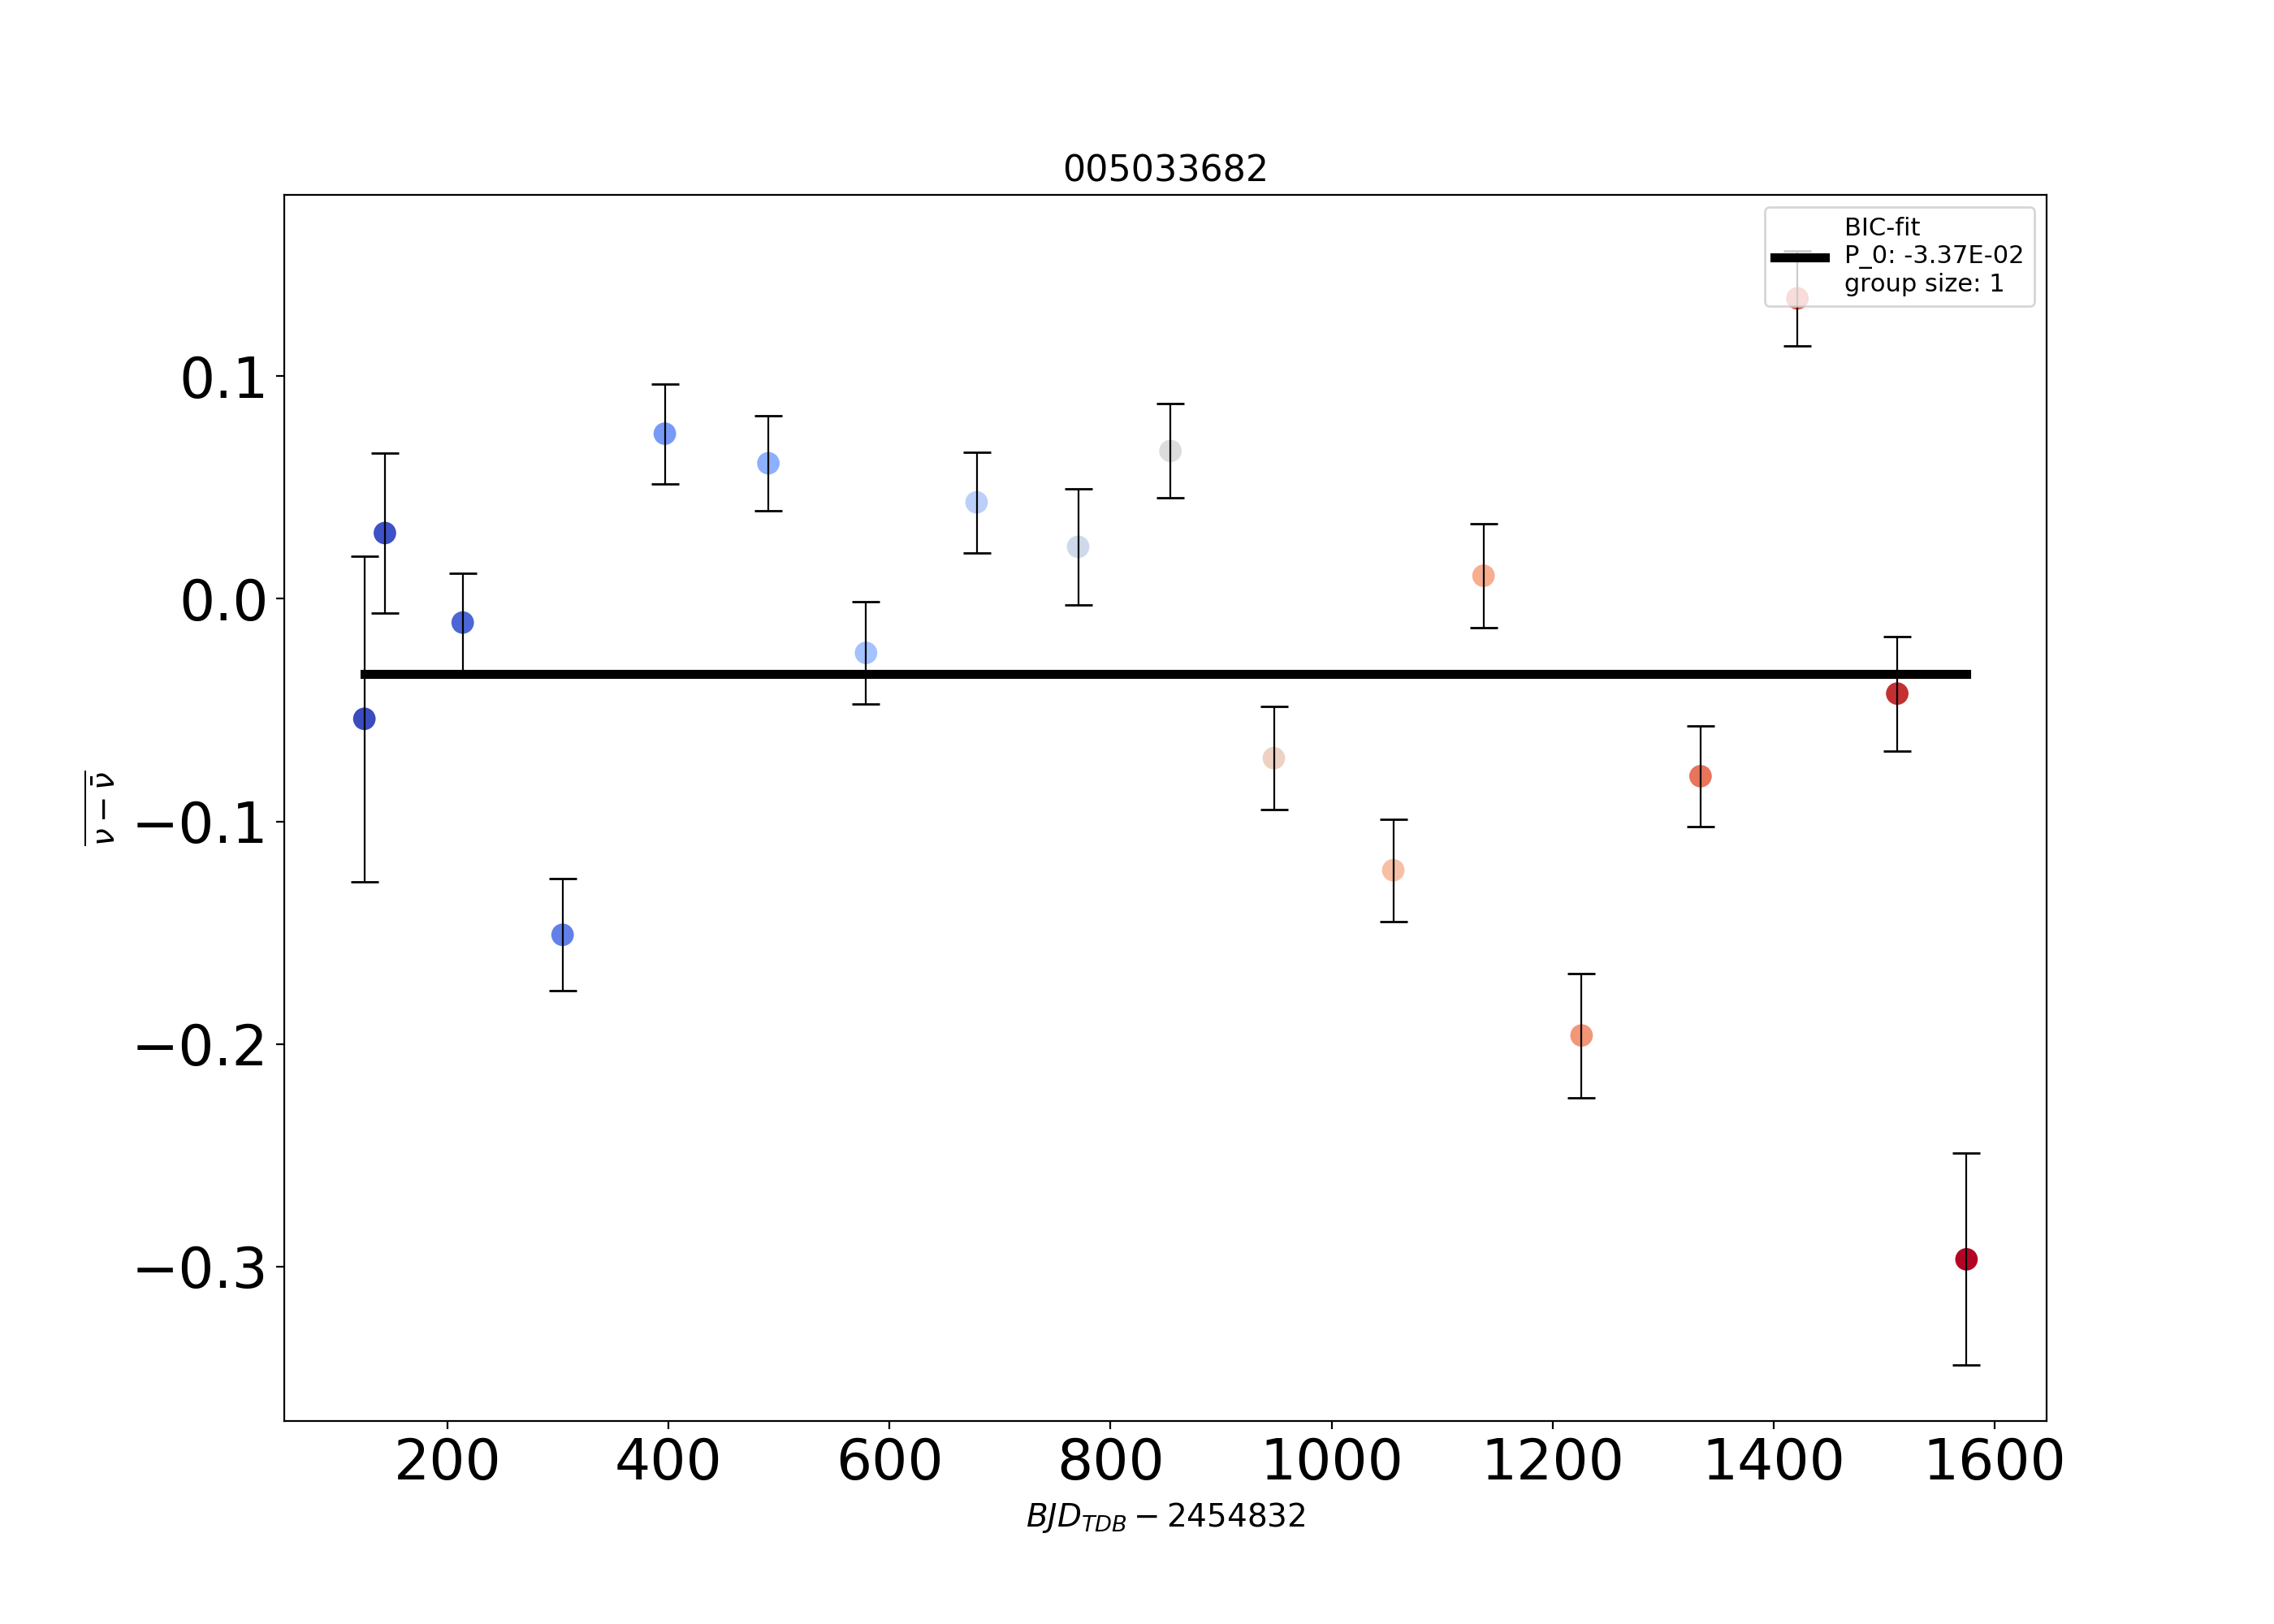 005033682
BIC-fit
P_0: -3.37E-02
group size: 1
0.1
0.0
−0.1
−0.2
−0.3
ν − ν̄
200 400 600 800 1000 1200 1400 1600
BJD_TDB − 2454832